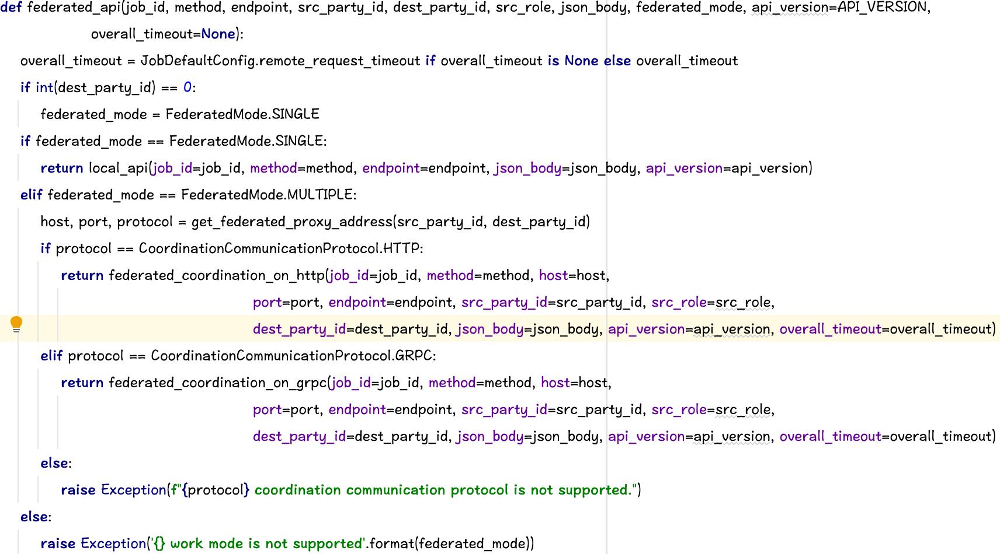 def federated_api(job_id, method, endpoint, src_party_id, dest_party_id, src_role, json_body, federated_mode, api_version=API_VERSION,
overall_timeout=None):
overall_timeout = JobDefaultConfig.remote_request_timeout if overall_timeout is None else overall_timeout
if int(dest_party_id) == 0:
federated_mode = FederatedMode.SINGLE
if federated_mode == FederatedMode.SINGLE:
return local_api(job_id=job_id, method=method, endpoint=endpoint, json_body=json_body, api_version=api_version)
elif federated_mode == FederatedMode.MULTIPLE:
host, port, protocol = get_federated_proxy_address(src_party_id, dest_party_id)
if protocol == CoordinationCommunicationProtocol.HTTP:
return federated_coordination_on_http(job_id=job_id, method=method, host=host,
port=port, endpoint=endpoint, src_party_id=src_party_id, src_role=src_role,
dest_party_id=dest_party_id, json_body=json_body, api_version=api_version, overall_timeout=overall_timeout)
elif protocol == CoordinationCommunicationProtocol.GRPC:
return federated_coordination_on_grpc(job_id=job_id, method=method, host=host,
port=port, endpoint=endpoint, src_party_id=src_party_id, src_role=src_role,
dest_party_id=dest_party_id, json_body=json_body, api_version=api_version, overall_timeout=overall_timeout)
else:
raise Exception(f"{protocol} coordination communication protocol is not supported.")
else:
raise Exception('{} work mode is not supported'.format(federated_mode))